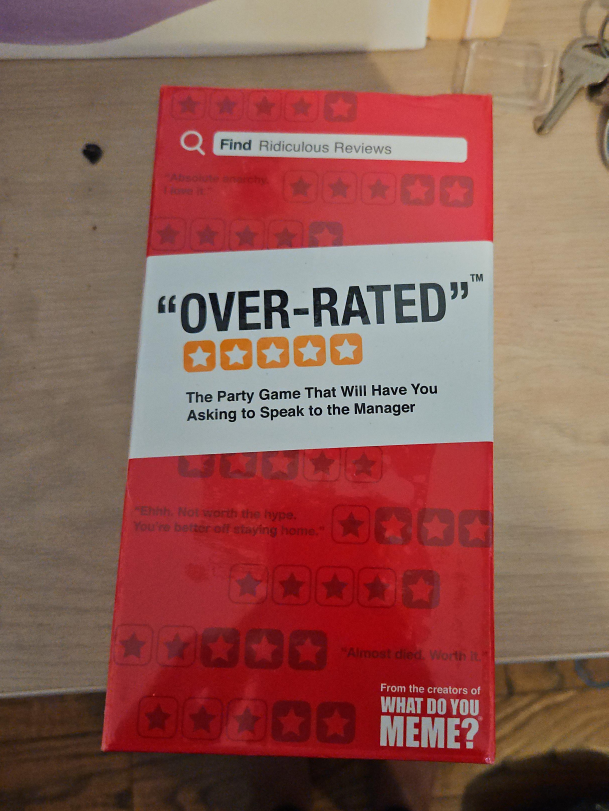 Find Ridiculous Reviews
"Absolute anarchy.
I love it."
"OVER-RATED"™
The Party Game That Will Have You
Asking to Speak to the Manager
"Ehhh. Not worth the hype.
You're better off staying home."
"Almost died. Worth it."
From the creators of
WHAT DO YOU
MEME?®